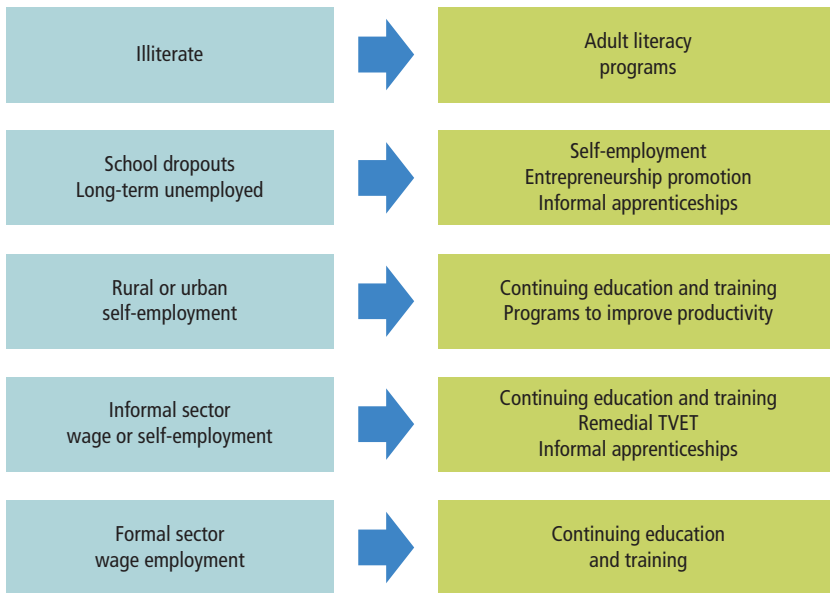 Illiterate
Adult literacy
programs
School dropouts
Long-term unemployed
Self-employment
Entrepreneurship promotion
Informal apprenticeships
Rural or urban
self-employment
Continuing education and training
Programs to improve productivity
Informal sector
wage or self-employment
Continuing education and training
Remedial TVET
Informal apprenticeships
Formal sector
wage employment
Continuing education
and training